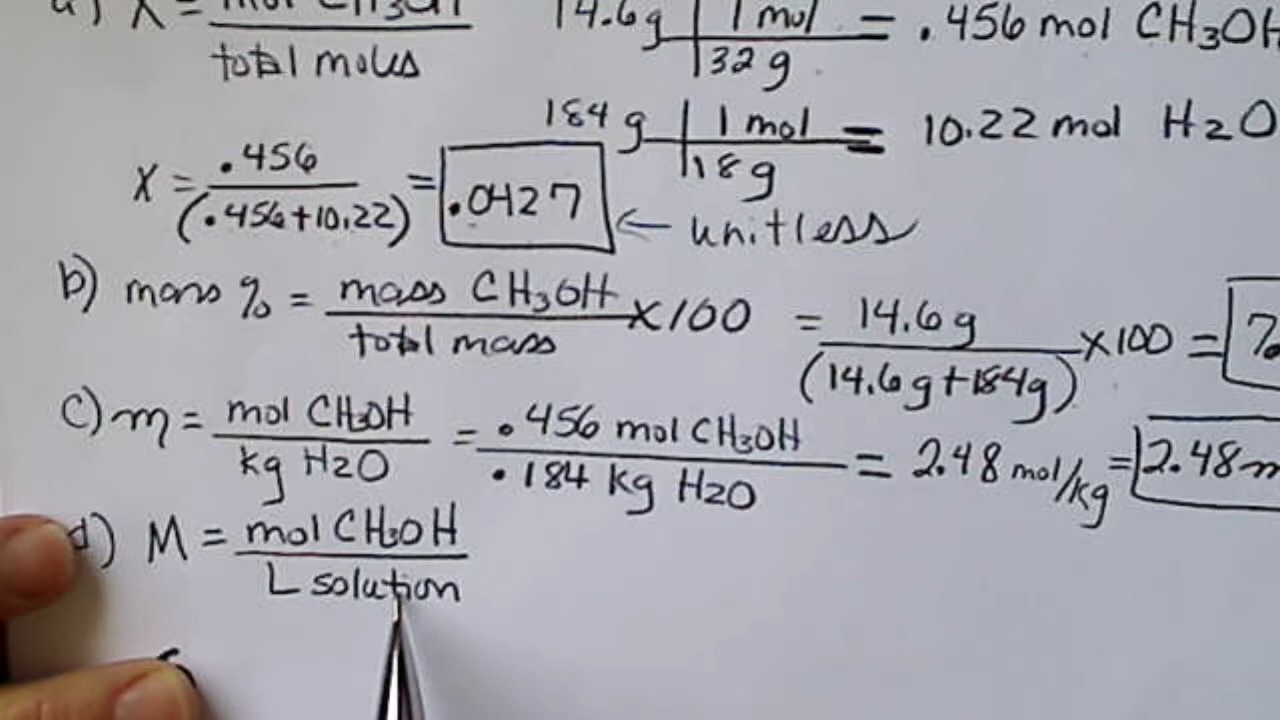 a) X = mol CH3OH / total moles
14.6g | 1 mol / 32 g = .456 mol CH3OH
184 g | 1 mol / 18 g = 10.22 mol H2O
X = .456 / (.456+10.22) = .0427 ← unitless
b) mass % = mass CH3OH / total mass X100 = 14.6 g / (14.6g+184g) X100 =
c) m = mol CH3OH / kg H2O = .456 mol CH3OH / .184 kg H2O = 2.48 mol/kg = 2.48 m
d) M = mol CH3OH / L solution